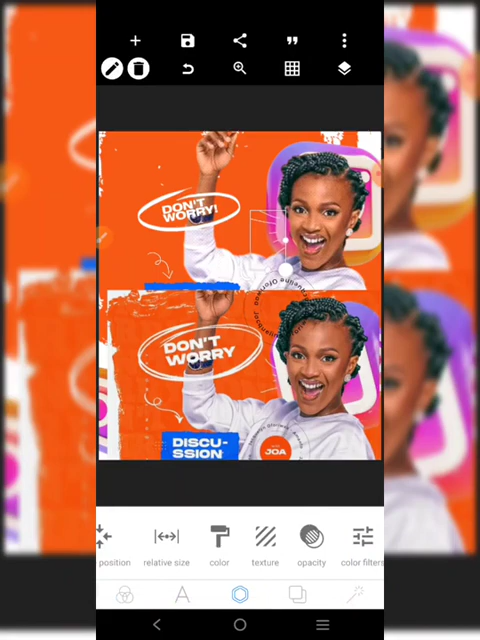 DON'T
WORRY!
DON'T
WORRY
DISCU-
SSION
JOA
position
relative size
color
texture
opacity
color filters